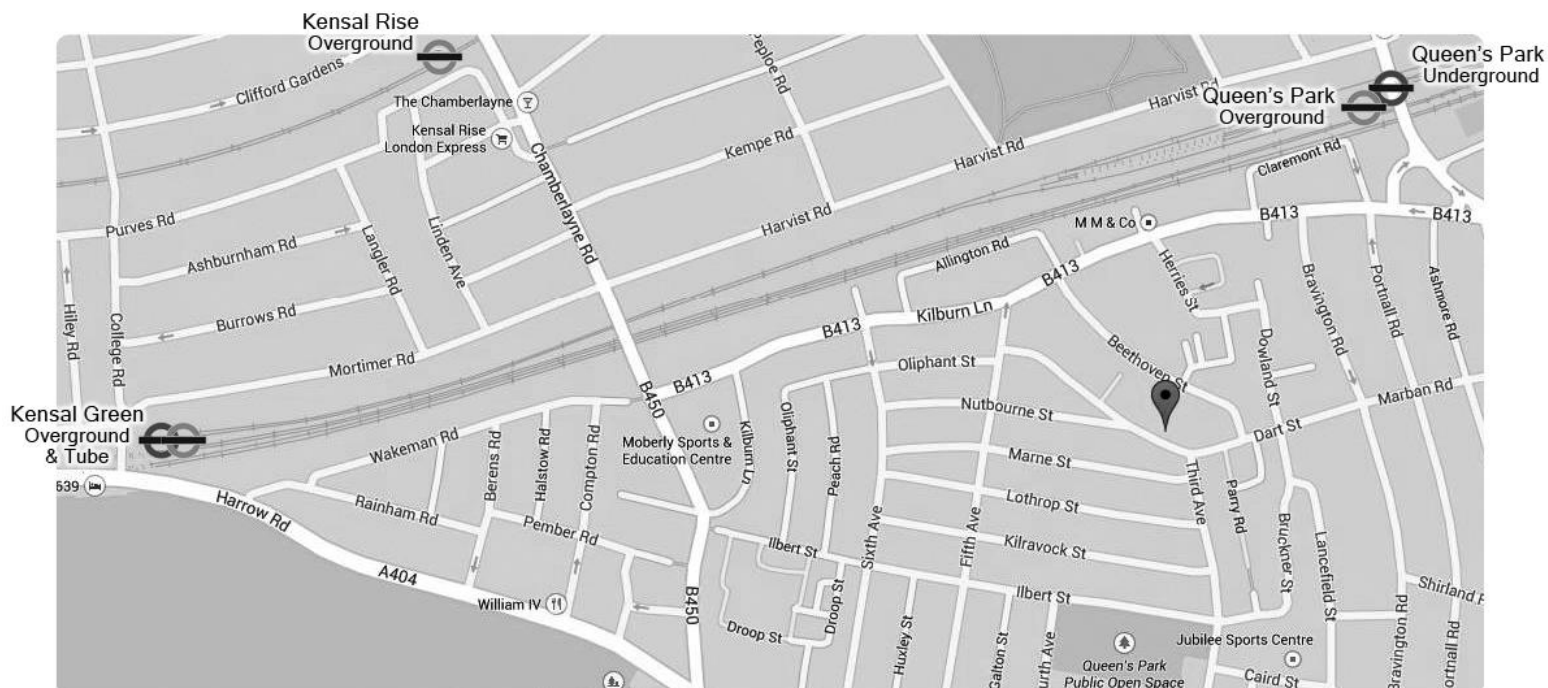 Kensal Rise
Overground
Queen's Park
Underground
Queen's Park
Overground
Clifford Gardens
The Chamberlayne
Kensal Rise
London Express
Peploe Rd
Harvist Rd
Kempe Rd
Harvist Rd
Claremont Rd
Chamberlayne Rd
Purves Rd
Linden Ave
Harvist Rd
M M & Co
B413
B413
Ashburnham Rd
Langler Rd
Allington Rd
B413
Herries St
Bravington Rd
Portnall Rd
Ashmore Rd
Hiley Rd
College Rd
Burrows Rd
Kilburn Ln
B413
Mortimer Rd
Oliphant St
Beethoven St
Dowland St
B413
B450
Marban Rd
Kensal Green
Overground
& Tube
Nutbourne St
Dart St
Wakeman Rd
Moberly Sports &
Education Centre
Kilburn Ln
Oliphant St
Peach Rd
Marne St
Berens Rd
Halstow Rd
Compton Rd
Third Ave
Parry Rd
639
Harrow Rd
Rainham Rd
Pember Rd
Lothrop St
Sixth Ave
Fifth Ave
Bruckner St
Lancefield St
Ilbert St
Kilravock St
A404
William IV
B450
Droop St
Droop St
Ilbert St
Shirland
Huxley St
Galton St
Jubilee Sports Centre
Queen's Park
Public Open Space
Caird St
Bravington Rd